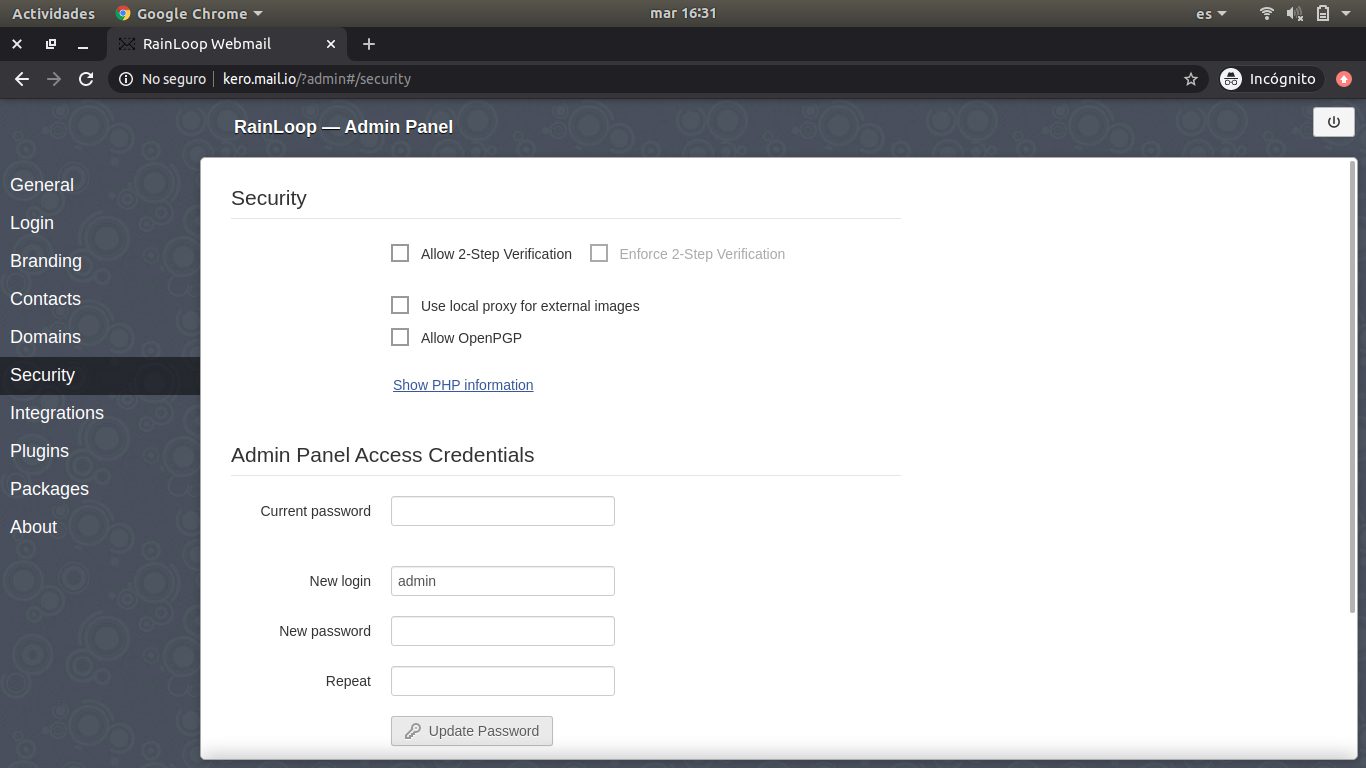 Actividades Google Chrome mar 16:31 es
RainLoop Webmail
No seguro kero.mail.io/?admin#/security Incógnito
RainLoop — Admin Panel
General
Login
Branding
Contacts
Domains
Security
Integrations
Plugins
Packages
About
Security
Allow 2-Step Verification Enforce 2-Step Verification
Use local proxy for external images
Allow OpenPGP
Show PHP information
Admin Panel Access Credentials
Current password
New login admin
New password
Repeat
Update Password